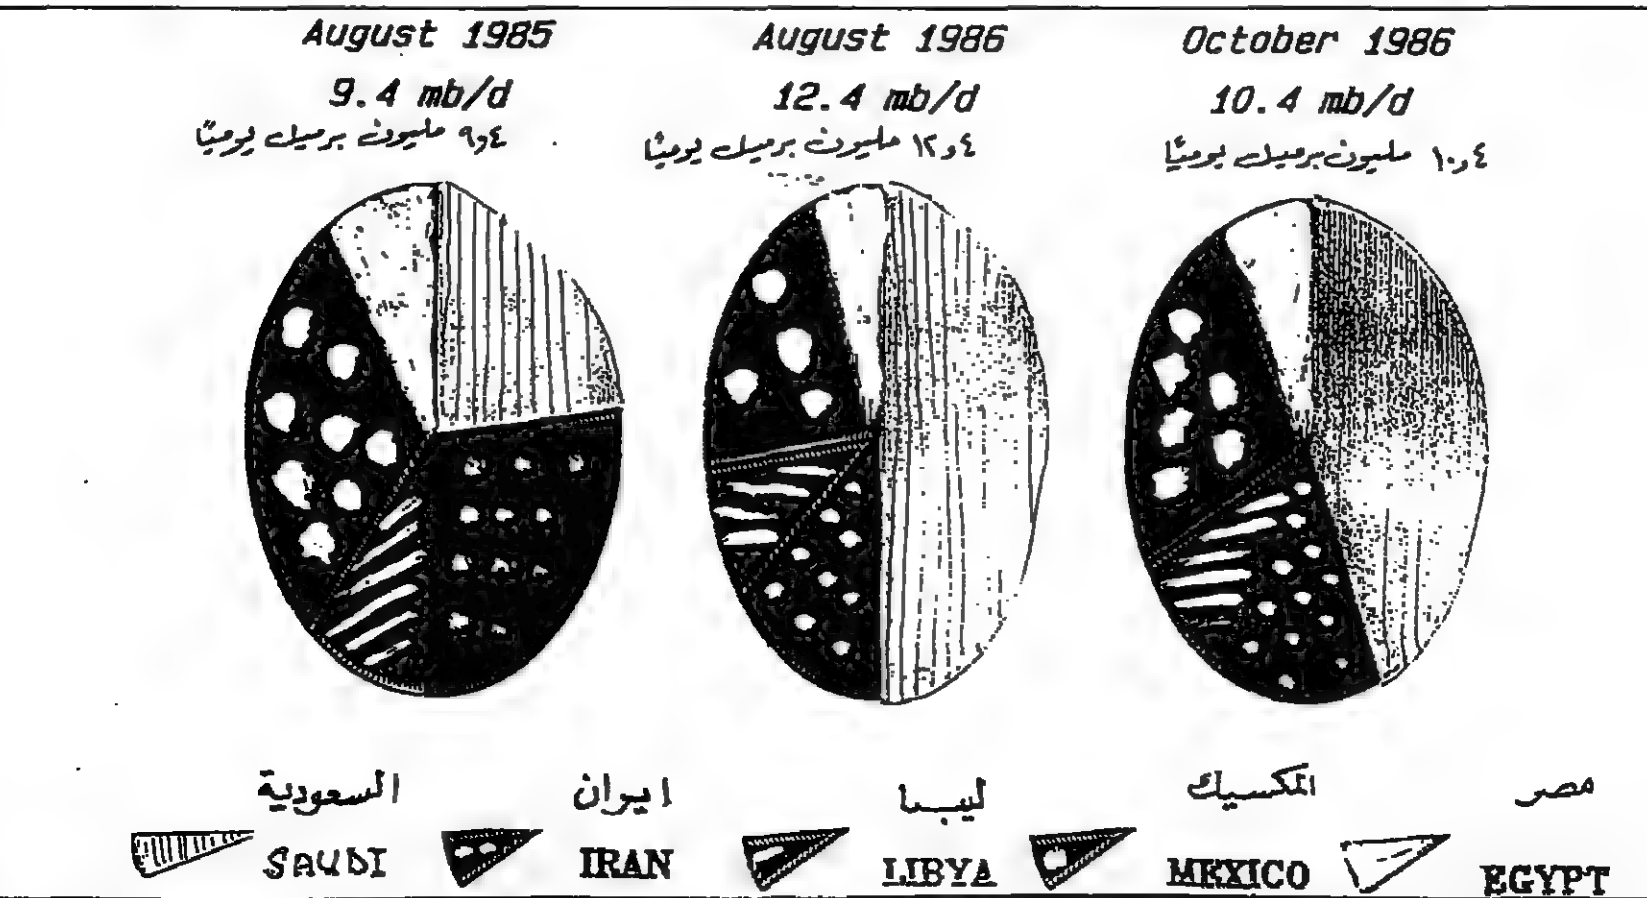 August 1985
August 1986
October 1986
9.4 mb/d
12.4 mb/d
10.4 mb/d
٩٫٤ مليون برميل يوميًا
١٢٫٤ مليون برميل يوميًا
١٠٫٤ مليون برميل يوميًا
السعودية
ايران
ليبيا
المكسيك
مصر
SAUDI
IRAN
LIBYA
MEXICO
EGYPT